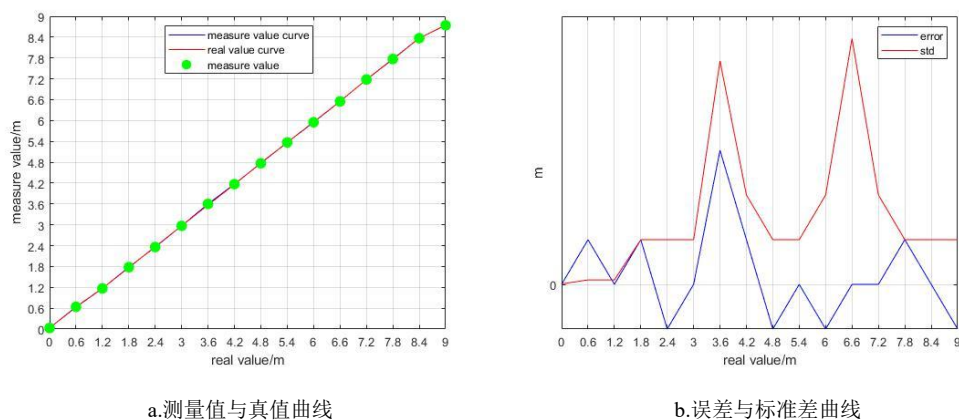 measure value/m
9
8.4
7.8
7.2
6.6
6
5.4
4.8
4.2
3.6
3
2.4
1.8
1.2
0.6
0
measure value curve
real value curve
measure value
0 0.6 1.2 1.8 2.4 3 3.6 4.2 4.8 5.4 6 6.6 7.2 7.8 8.4 9
real value/m
a.测量值与真值曲线
m
0
error
std
0 0.6 1.2 1.8 2.4 3 3.6 4.2 4.8 5.4 6 6.6 7.2 7.8 8.4 9
real value/m
b.误差与标准差曲线